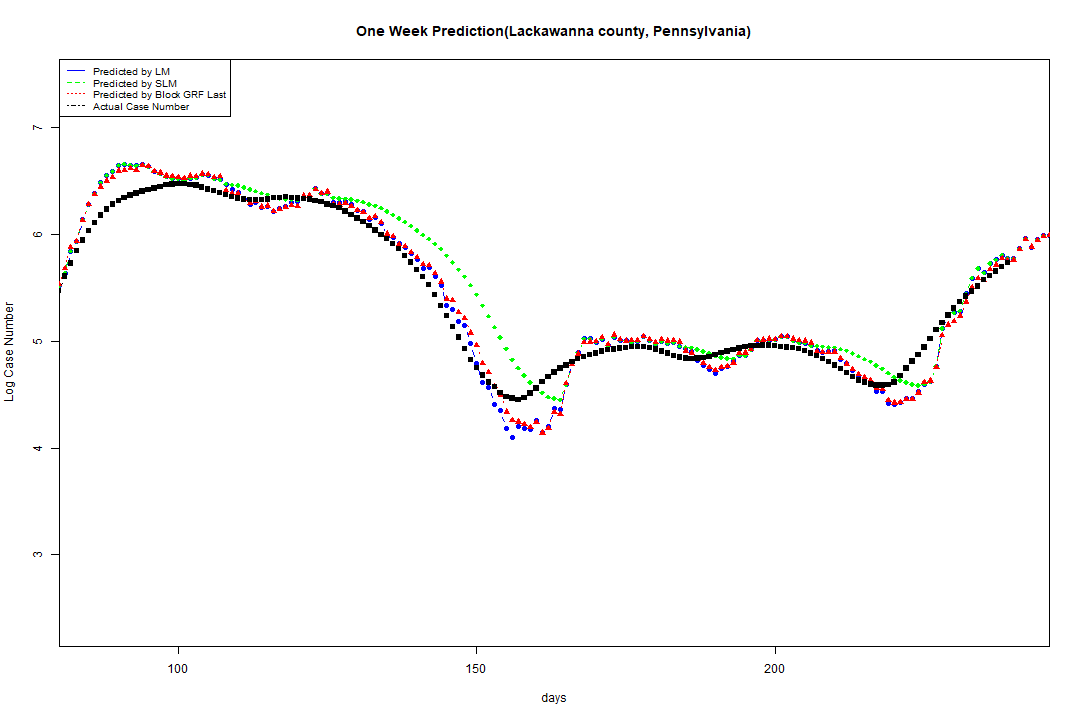 One Week Prediction(Lackawanna county, Pennsylvania)
Predicted by LM
Predicted by SLM
Predicted by Block GRF Last
Actual Case Number
7
6
5
4
3
Log Case Number
100
150
200
days